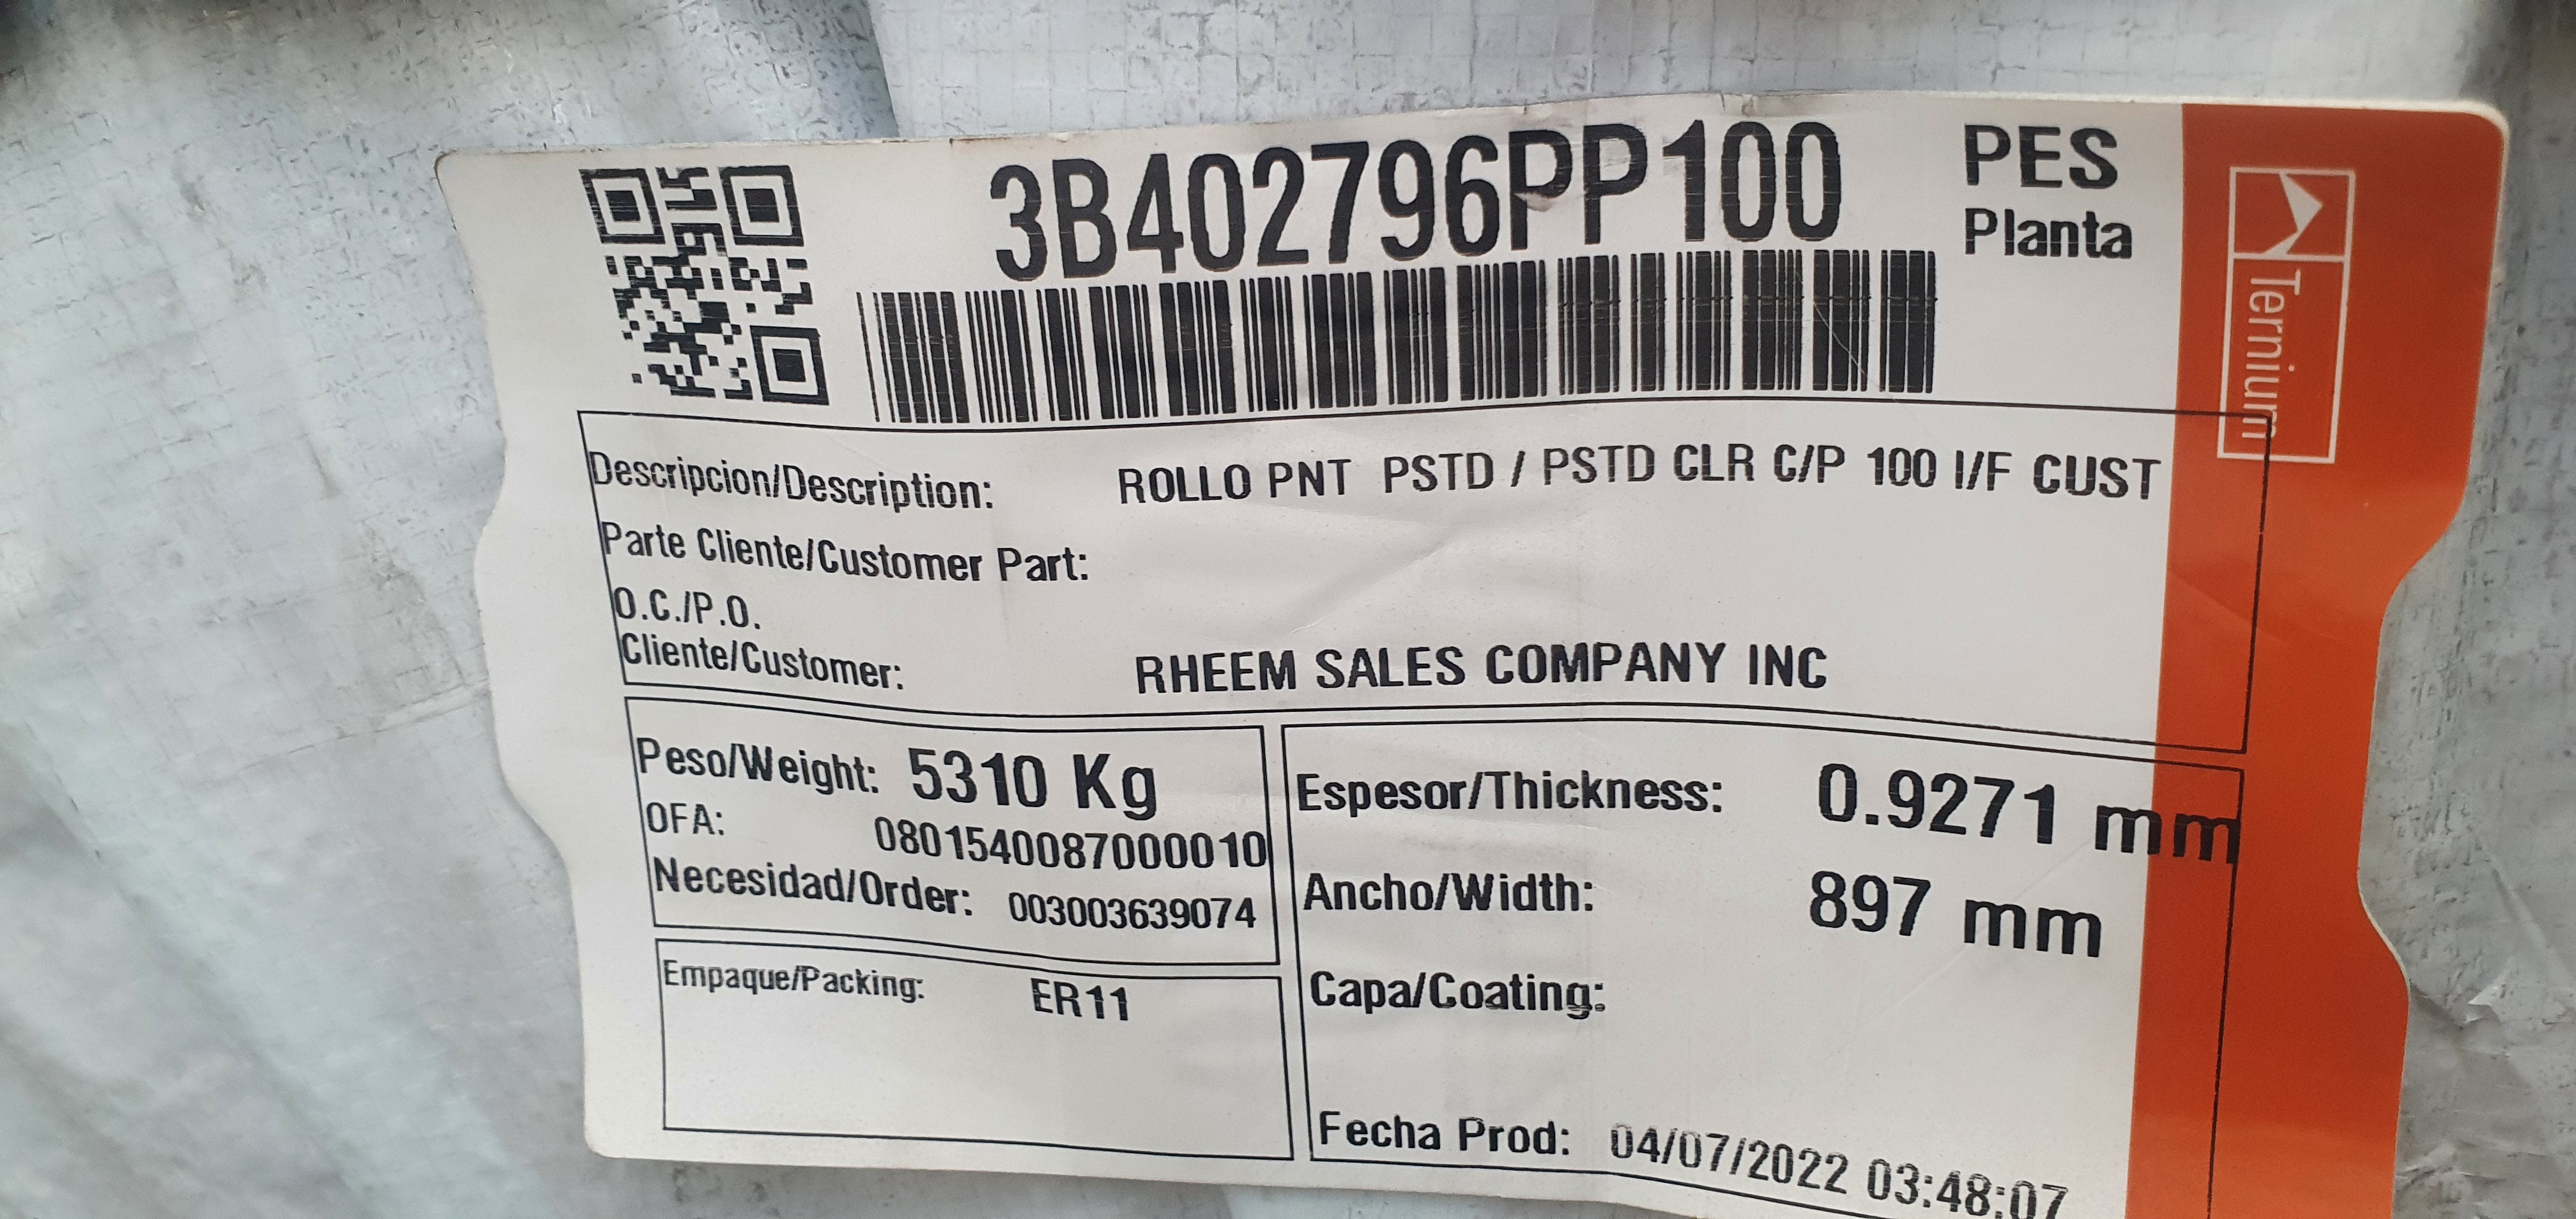 3B402796PP100
PES
Planta
Ternium
Descripcion/Description: ROLLO PNT PSTD / PSTD CLR C/P 100 I/F CUST
Parte Cliente/Customer Part:
O.C./P.O.
Cliente/Customer: RHEEM SALES COMPANY INC
Peso/Weight: 5310 Kg
OFA: 0801540087000010
Necesidad/Order: 003003639074
Empaque/Packing: ER11
Espesor/Thickness: 0.9271 mm
Ancho/Width: 897 mm
Capa/Coating:
Fecha Prod: 04/07/2022 03:48:07